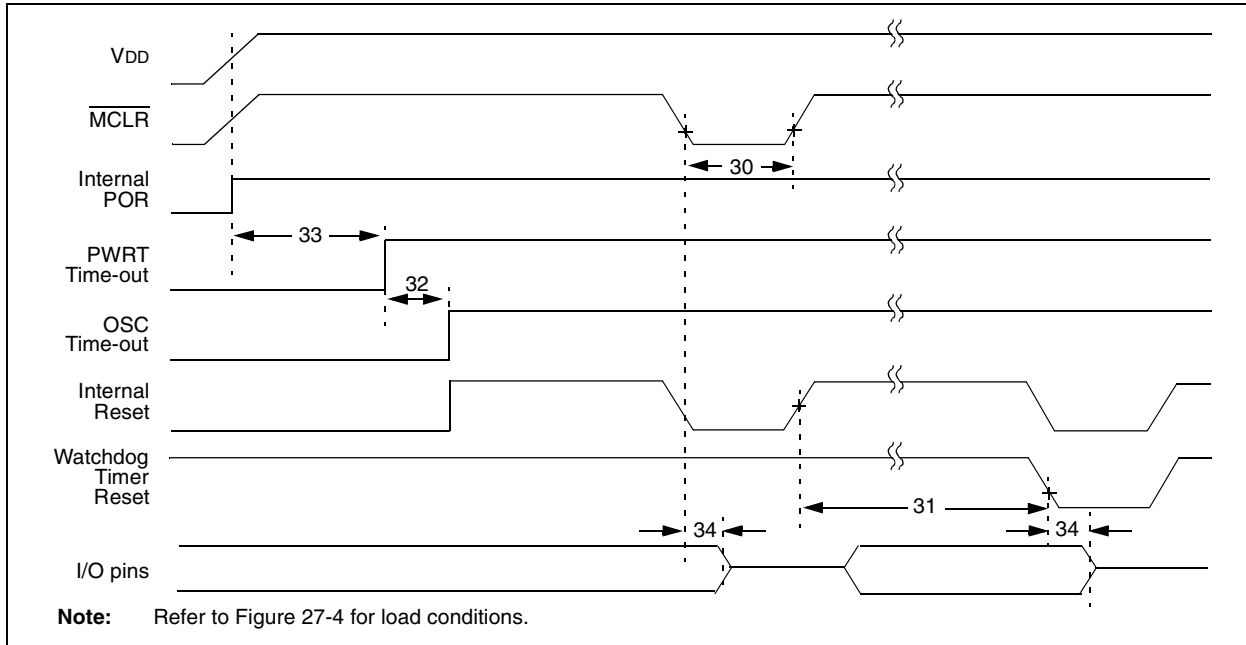 VDD
MCLR
30
Internal
POR
33
PWRT
Time-out
32
OSC
Time-out
Internal
Reset
Watchdog
Timer
Reset
31
34
34
I/O pins
Note: Refer to Figure 27-4 for load conditions.